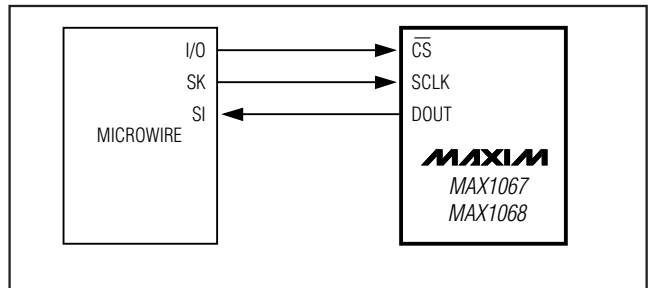 I/O
SK
SI
MICROWIRE
CS
SCLK
DOUT
MAXIM
MAX1067
MAX1068